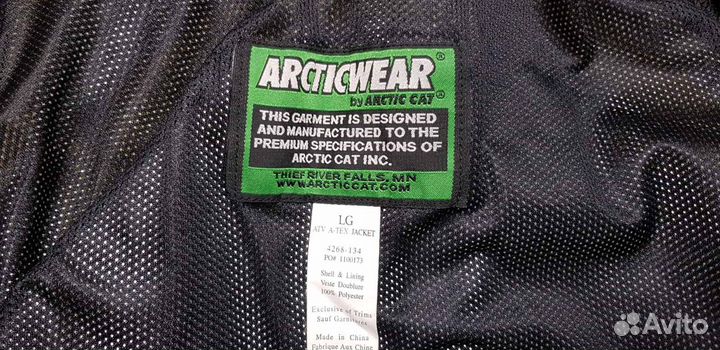 ARCTICWEAR®
by ARCTIC CAT®
THIS GARMENT IS DESIGNED
AND MANUFACTURED TO THE
PREMIUM SPECIFICATIONS OF
ARCTIC CAT INC.
THIEF RIVER FALLS, MN
WWW.ARCTICCAT.COM
LG
ATV A-TEX JACKET
4268-134
PO# 1100173
Shell & Lining
Veste Doublure
100% Polyester
Exclusive of Trims
Sauf Garnitures
Made in China
Fabrique Aux Chine
Avito